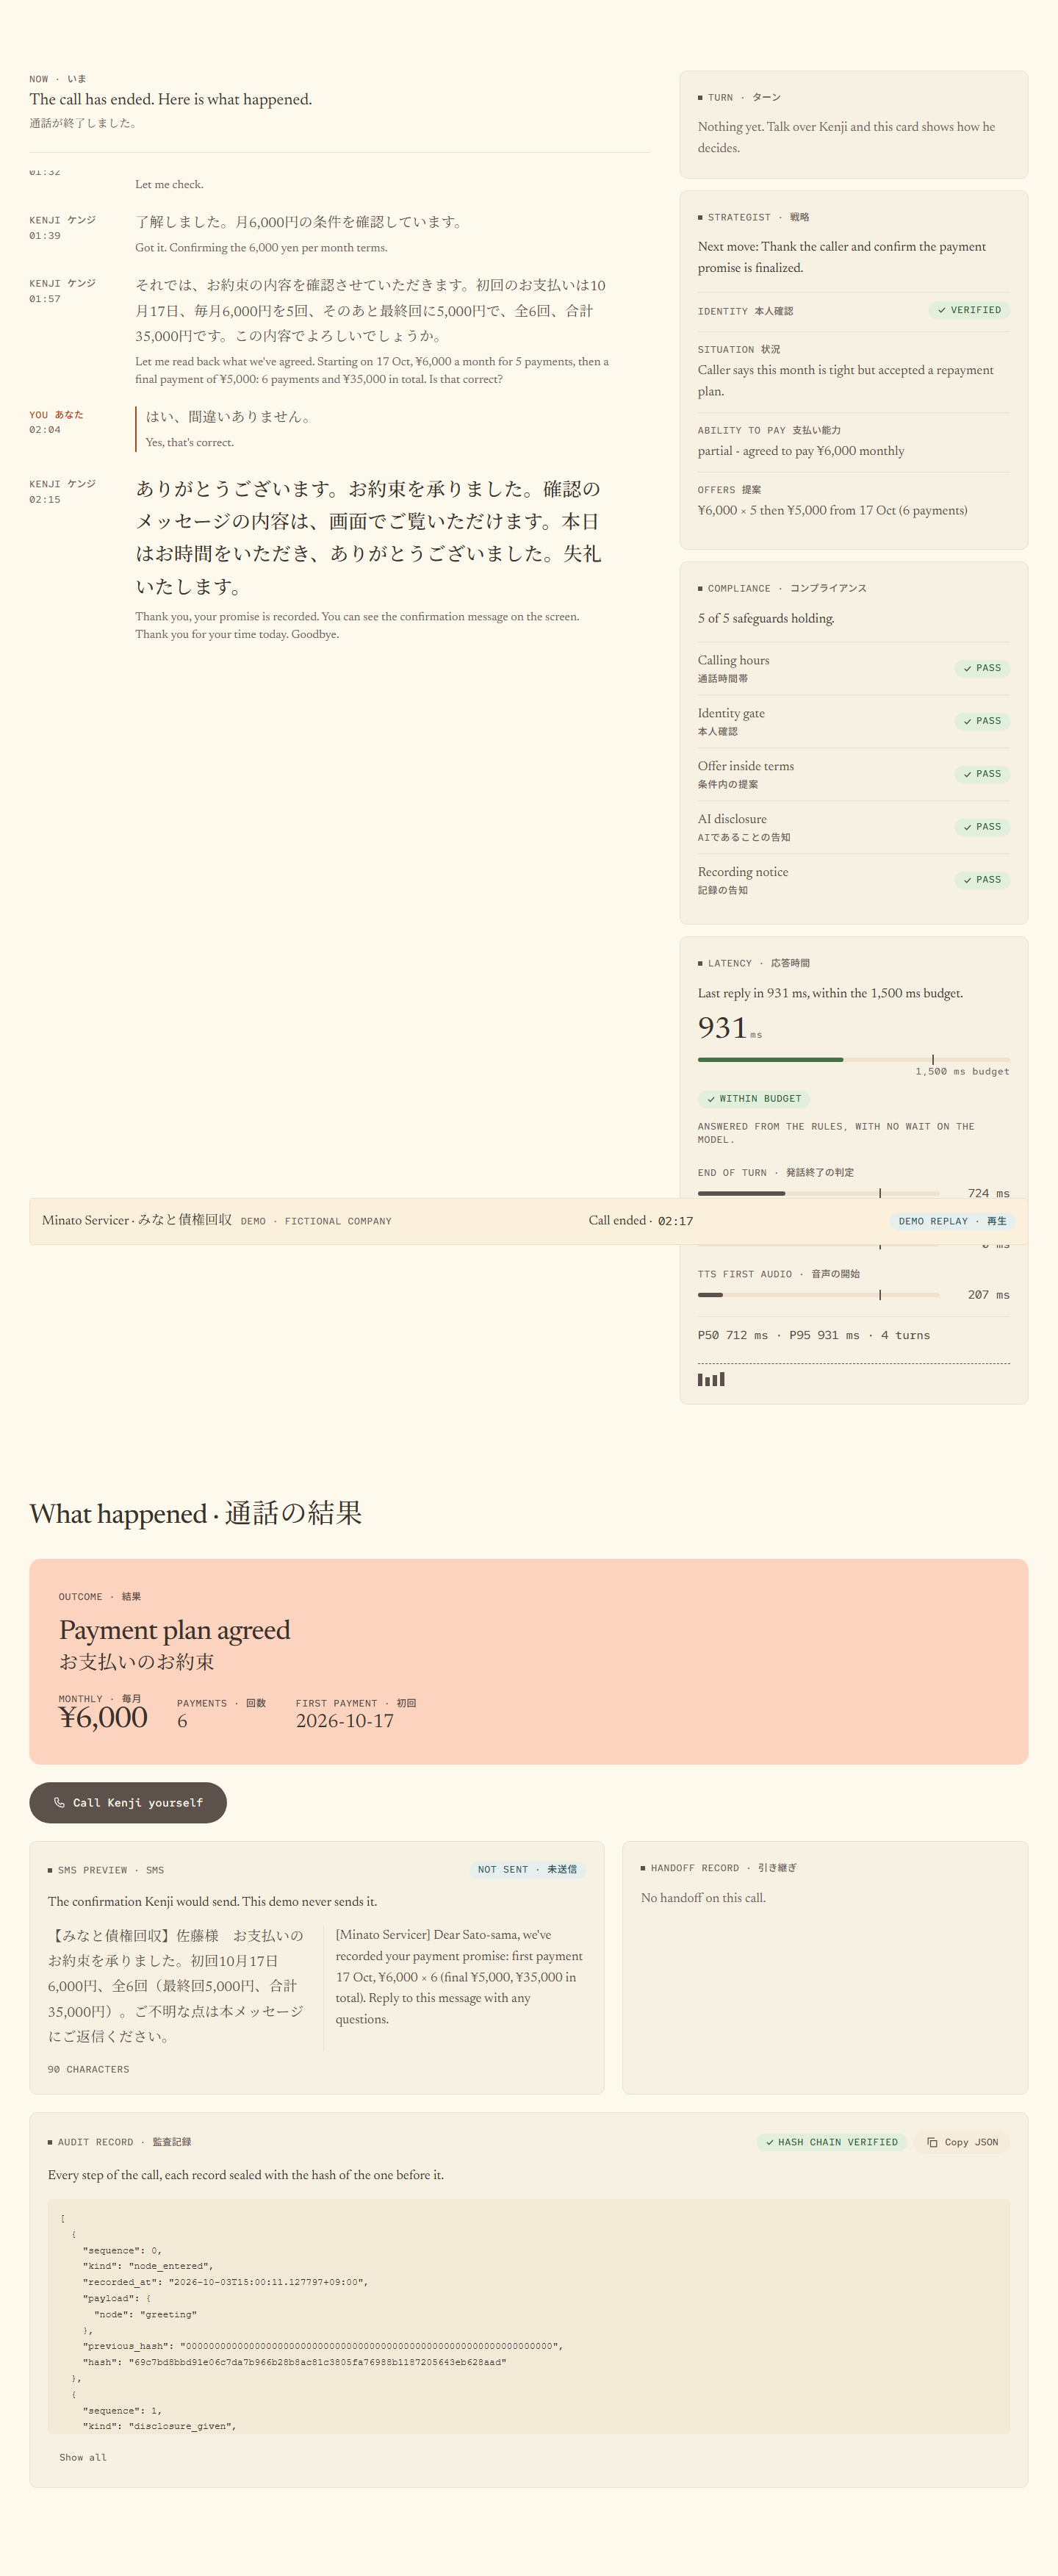 NOW · いま
The call has ended. Here is what happened.
通話が終了しました。
01:32
Let me check.
KENJI ケンジ
01:39
了解しました。月6,000円の条件を確認しています。
Got it. Confirming the 6,000 yen per month terms.
KENJI ケンジ
01:57
それでは、お約束の内容を確認させていただきます。初回のお支払いは10
月17日、毎月6,000円を5回、そのあと最終回に5,000円で、全6回、合計
35,000円です。この内容でよろしいでしょうか。
Let me read back what we've agreed. Starting on 17 Oct, ¥6,000 a month for 5 payments, then a
final payment of ¥5,000: 6 payments and ¥35,000 in total. Is that correct?
YOU あなた
02:04
はい、間違いありません。
Yes, that's correct.
KENJI ケンジ
02:15
ありがとうございます。お約束を承りました。確認の
メッセージの内容は、画面でご覧いただけます。本日
はお時間をいただき、ありがとうございました。失礼
いたします。
Thank you, your promise is recorded. You can see the confirmation message on the screen.
Thank you for your time today. Goodbye.
TURN · ターン
Nothing yet. Talk over Kenji and this card shows how he
decides.
STRATEGIST · 戦略
Next move: Thank the caller and confirm the payment
promise is finalized.
IDENTITY 本人確認
VERIFIED
SITUATION 状況
Caller says this month is tight but accepted a repayment
plan.
ABILITY TO PAY 支払い能力
partial - agreed to pay ¥6,000 monthly
OFFERS 提案
¥6,000 × 5 then ¥5,000 from 17 Oct (6 payments)
COMPLIANCE · コンプライアンス
5 of 5 safeguards holding.
Calling hours
通話時間帯
PASS
Identity gate
本人確認
PASS
Offer inside terms
条件内の提案
PASS
AI disclosure
AIであることの告知
PASS
Recording notice
記録の告知
PASS
LATENCY · 応答時間
Last reply in 931 ms, within the 1,500 ms budget.
931 ms
1,500 ms budget
WITHIN BUDGET
ANSWERED FROM THE RULES, WITH NO WAIT ON THE
MODEL.
END OF TURN · 発話終了の判定
724 ms
Minato Servicer · みなと債権回収 DEMO · FICTIONAL COMPANY
Call ended · 02:17
DEMO REPLAY · 再生
0 ms
TTS FIRST AUDIO · 音声の開始
207 ms
P50 712 ms · P95 931 ms · 4 turns
What happened · 通話の結果
OUTCOME · 結果
Payment plan agreed
お支払いのお約束
MONTHLY · 毎月
¥6,000
PAYMENTS · 回数
6
FIRST PAYMENT · 初回
2026-10-17
Call Kenji yourself
SMS PREVIEW · SMS
NOT SENT · 未送信
The confirmation Kenji would send. This demo never sends it.
【みなと債権回収】佐藤様　お支払いの
お約束を承りました。初回10月17日
6,000円、全6回（最終回5,000円、合計
35,000円）。ご不明な点は本メッセージ
にご返信ください。
[Minato Servicer] Dear Sato-sama, we've
recorded your payment promise: first payment
17 Oct, ¥6,000 × 6 (final ¥5,000, ¥35,000 in
total). Reply to this message with any
questions.
90 CHARACTERS
HANDOFF RECORD · 引き継ぎ
No handoff on this call.
AUDIT RECORD · 監査記録
HASH CHAIN VERIFIED
Copy JSON
Every step of the call, each record sealed with the hash of the one before it.
[
{
"sequence": 0,
"kind": "node_entered",
"recorded_at": "2026-10-03T15:00:11.127797+09:00",
"payload": {
"node": "greeting"
},
"previous_hash": "0000000000000000000000000000000000000000000000000000000000000000",
"hash": "69c7bd8bbd91e06c7da7b966b28b8ac81c3805fa76988b1187205643eb628aad"
},
{
"sequence": 1,
"kind": "disclosure_given",
Show all